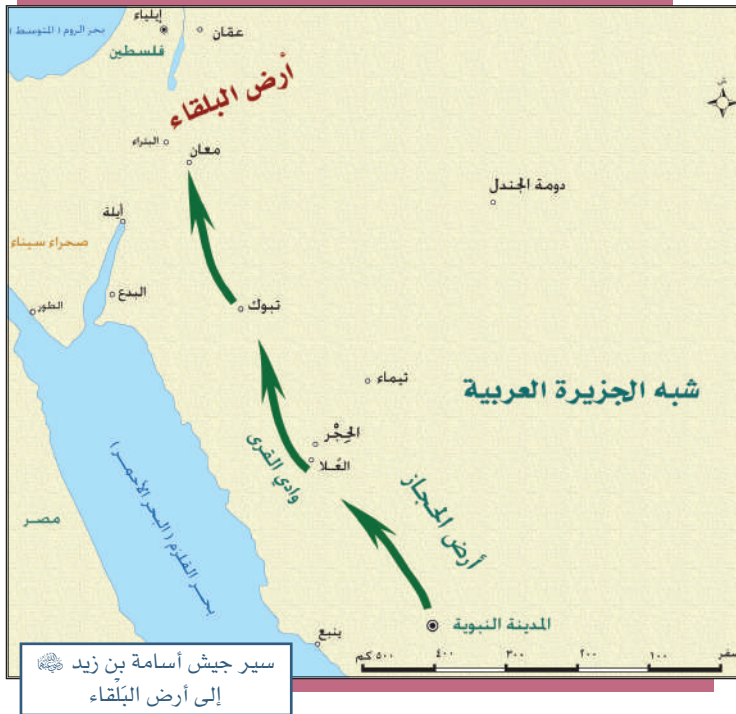 إيلياء
بحر الروم ( المتوسط )
عمّان
فلسطين
أرض البلقاء
البتراء
معان
دومة الجندل
أيلة
صحراء سيناء
البدع
الطور
تبوك
تيماء
شبه الجزيرة العربية
الحِجْر
العُلا
وادي القرى
أرض الحجاز
مصر
بحر القلزم ( البحر الأحمر )
المدينة النبوية
ينبع
صفر ١٠٠ ٢٠٠ ٣٠٠ ٤٠٠ ٥٠٠ كم
سير جيش أسامة بن زيد
إلى أرض البَلْقاء